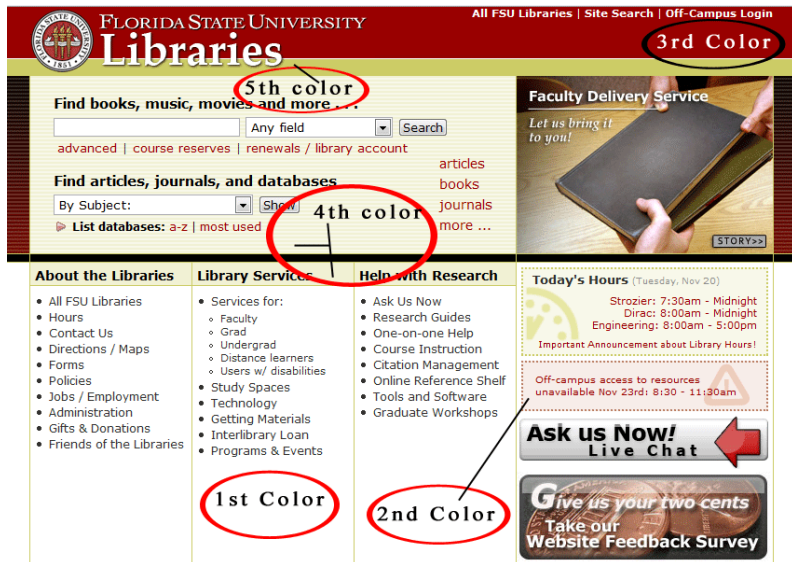 FLORIDA STATE UNIVERSITY
Libraries
All FSU Libraries | Site Search | Off-Campus Login
3rd Color
5th color
Find books, music, movies and more . . .
Any field
Search
advanced | course reserves | renewals / library account
Find articles, journals, and databases
By Subject:
Show
List databases: a-z | most used
articles
books
journals
more ...
4th color
Faculty Delivery Service
Let us bring it
to you!
STORY>>
About the Libraries
All FSU Libraries
Hours
Contact Us
Directions / Maps
Forms
Policies
Jobs / Employment
Administration
Gifts & Donations
Friends of the Libraries
Library Services
Services for:
Faculty
Grad
Undergrad
Distance learners
Users w/ disabilities
Study Spaces
Technology
Getting Materials
Interlibrary Loan
Programs & Events
1st Color
Help with Research
Ask Us Now
Research Guides
One-on-one Help
Course Instruction
Citation Management
Online Reference Shelf
Tools and Software
Graduate Workshops
2nd Color
Today's Hours (Tuesday, Nov 20)
Strozier: 7:30am - Midnight
Dirac: 8:00am - Midnight
Engineering: 8:00am - 5:00pm
Important Announcement about Library Hours!
Off-campus access to resources
unavailable Nov 23rd: 8:30 - 11:30am
Ask us Now!
Live Chat
Give us your two cents
Take our
Website Feedback Survey